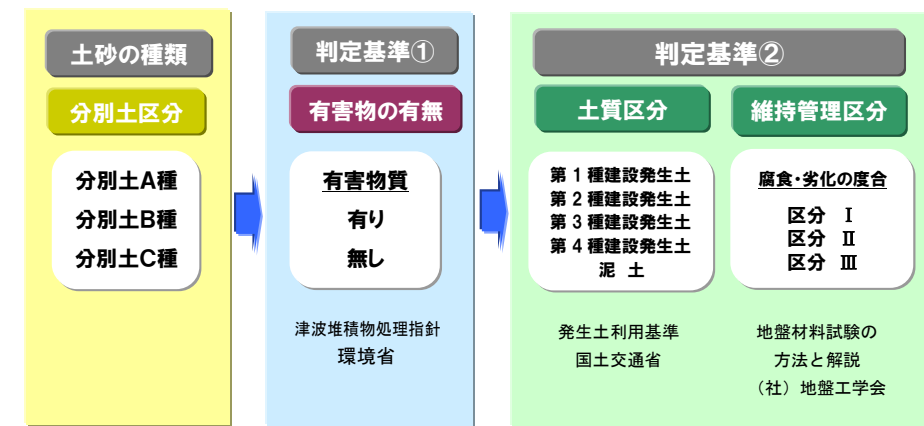 土砂の種類
分別土区分
分別土A種
分別土B種
分別土C種
判定基準①
有害物の有無
有害物質
有り
無し
津波堆積物処理指針
環境省
判定基準②
土質区分
第1種建設発生土
第2種建設発生土
第3種建設発生土
第4種建設発生土
泥 土
発生土利用基準
国土交通省
維持管理区分
腐食・劣化の度合
区分 Ⅰ
区分 Ⅱ
区分 Ⅲ
地盤材料試験の
方法と解説
（社）地盤工学会